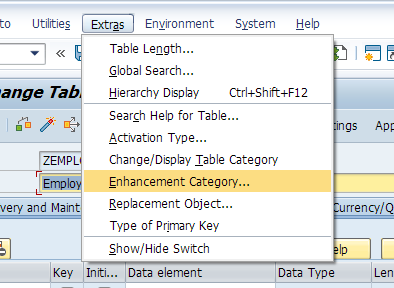 to Utilities Extras Environment System Help
Table Length...
Global Search...
Hierarchy Display Ctrl+Shift+F12
hange Tab
Search Help for Table...
Activation Type...
tings App
Change/Display Table Category
ZEMPLO
Enhancement Category...
Employ
Replacement Object...
very and Maint
Currency/Q
Type of Primary Key
Show/Hide Switch
elp
Key Initi... Data element Data Type Len